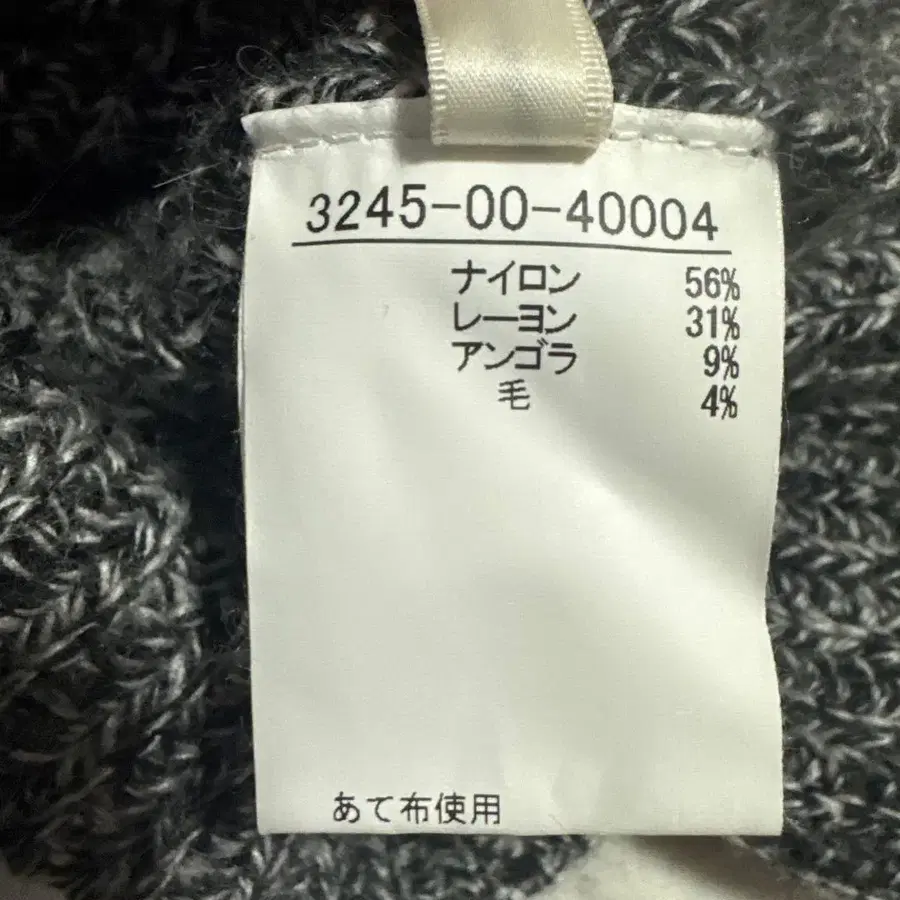 3245-00-40004
ナイロン 56%
レーヨン 31%
アンゴラ 9%
毛 4%
あて布使用